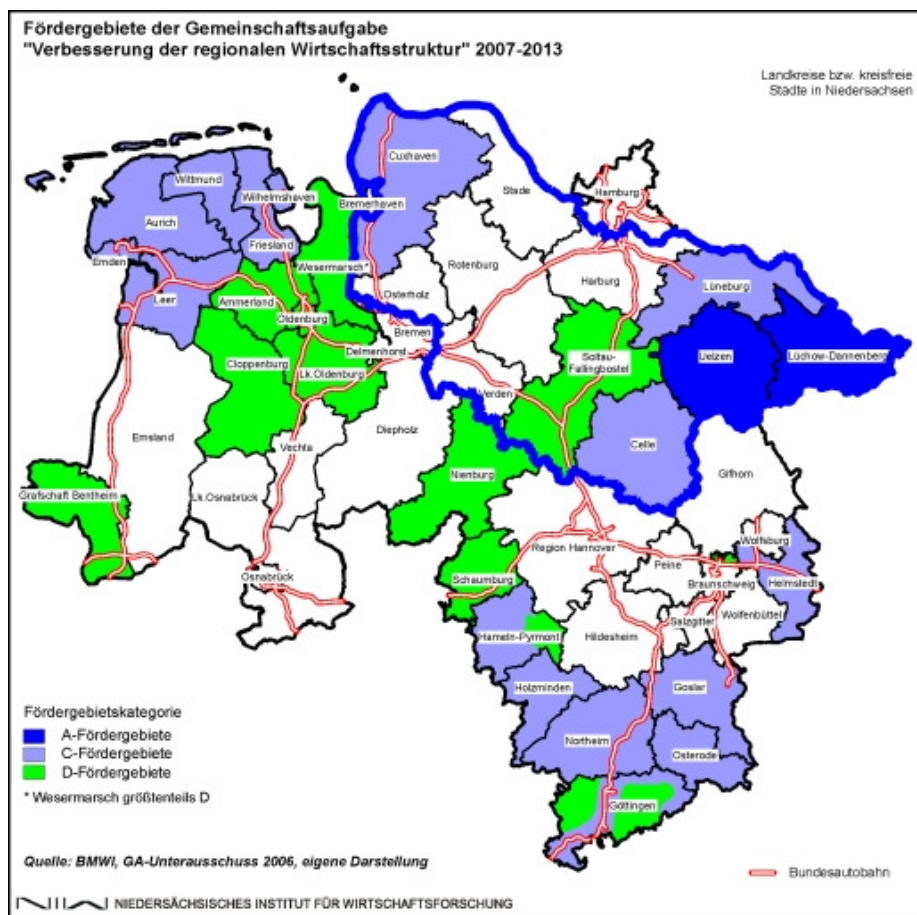 Fördergebiete der Gemeinschaftsaufgabe
"Verbesserung der regionalen Wirtschaftsstruktur" 2007-2013
Landkreise bzw. kreisfreie
Städte in Niedersachsen
Cuxhaven
Wittmund
Stade
Hamburg
Wilhelmshaven
Bremerhaven
Aurich
Friesland
Emden
Wesermarsch*
Rotenburg
Harburg
Lüneburg
Leer
Ammerland
Osterholz
Oldenburg
Bremen
Delmenhorst
Soltau-
Fallingbostel
Uelzen
Lüchow-Dannenberg
Cloppenburg
Lk.Oldenburg
Verden
Emsland
Diepholz
Celle
Vechta
Nienburg
Gifhorn
Grafschaft Bentheim
Lk.Osnabrück
Wolfsburg
Region Hannover
Peine
Osnabrück
Schaumburg
Braunschweig
Helmstedt
Salzgitter
Wolfenbüttel
Hameln-Pyrmont
Hildesheim
Holzminden
Goslar
Northeim
Osterode
Göttingen
Fördergebietskategorie
A-Fördergebiete
C-Fördergebiete
D-Fördergebiete
* Wesermarsch größtenteils D
Quelle: BMWI, GA-Unterausschuss 2006, eigene Darstellung
Bundesautobahn
NIEDERSÄCHSISCHES INSTITUT FÜR WIRTSCHAFTSFORSCHUNG